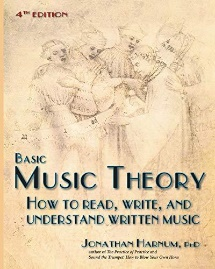 4TH EDITION
BASIC
MUSIC THEORY
HOW TO READ, WRITE, AND
UNDERSTAND WRITTEN MUSIC
JONATHAN HARNUM, PhD
author of The Practice of Practice and
Sound the Trumpet: How to Blow Your Own Horn